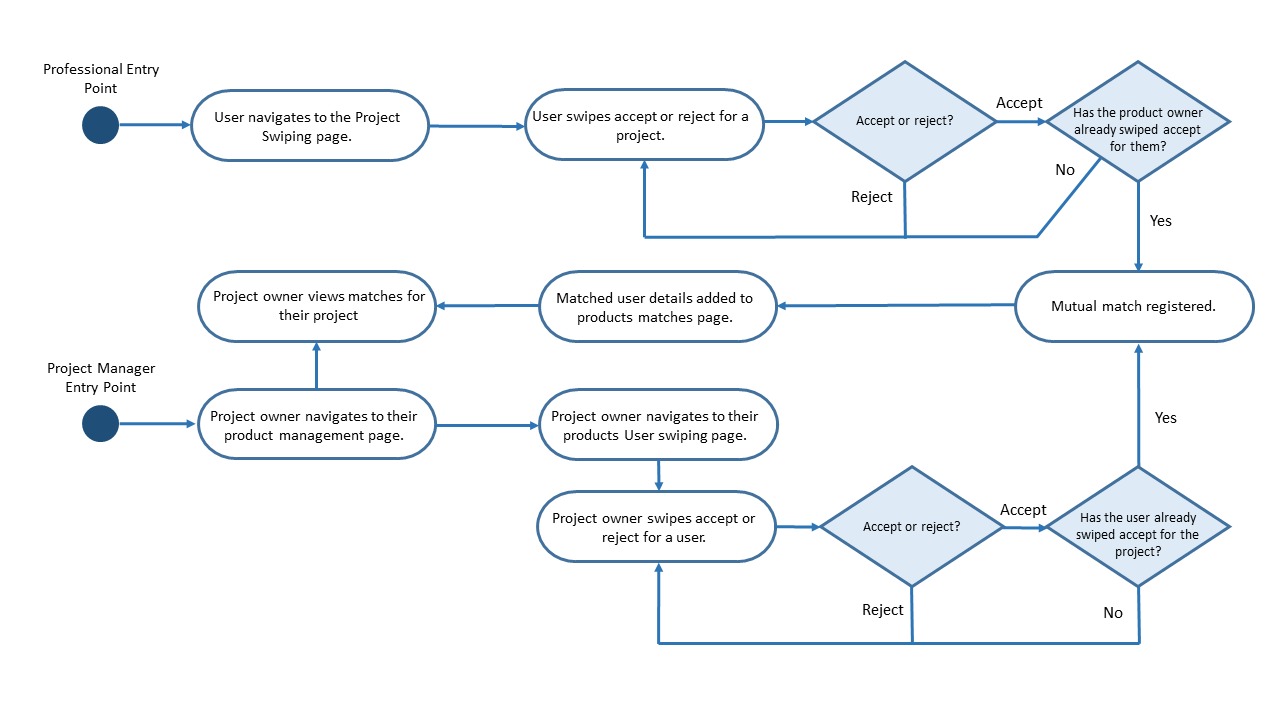 Professional Entry
Point
User navigates to the Project
Swiping page.
User swipes accept or reject for a
project.
Accept or reject?
Accept
Has the product owner
already swiped accept
for them?
No
Reject
Yes
Project owner views matches for
their project
Matched user details added to
products matches page.
Mutual match registered.
Project Manager
Entry Point
Project owner navigates to their
product management page.
Project owner navigates to their
products User swiping page.
Yes
Project owner swipes accept or
reject for a user.
Accept or reject?
Accept
Has the user already
swiped accept for the
project?
Reject
No